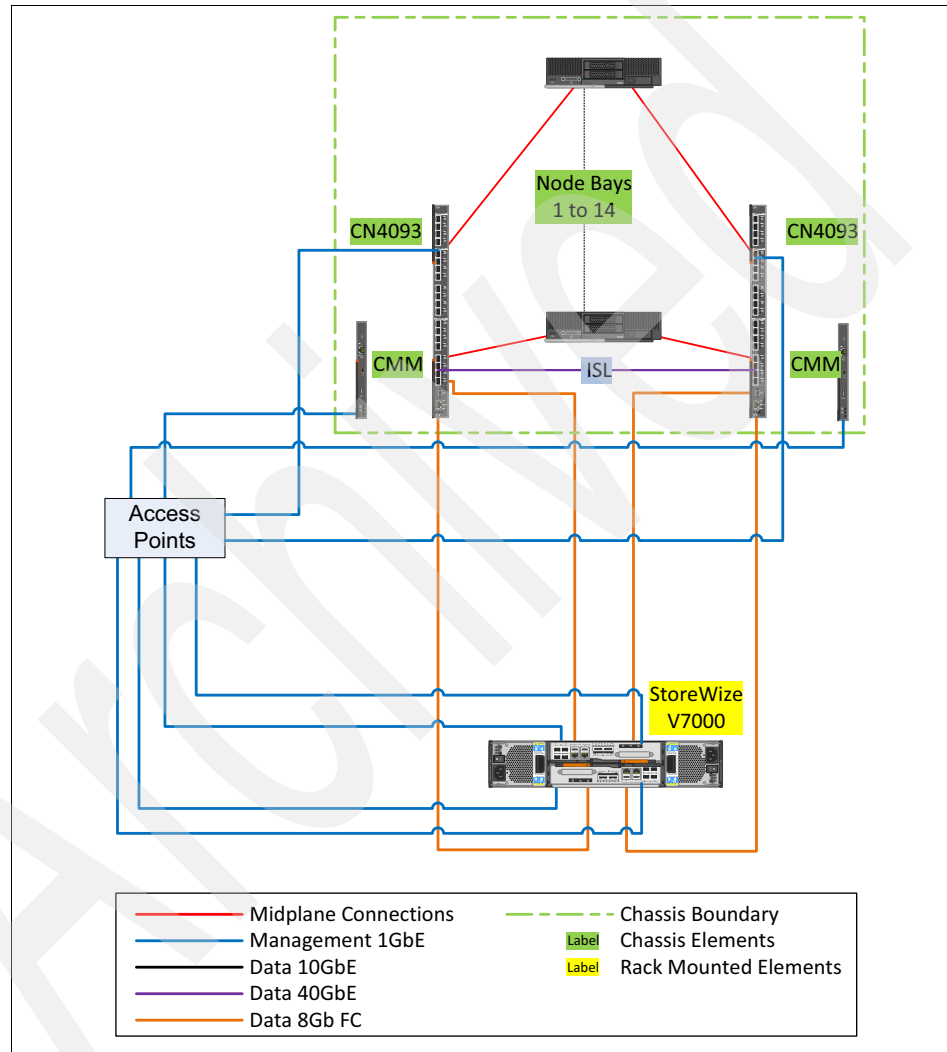 Node Bays
1 to 14
CN4093
CN4093
CMM
ISL
CMM
Access
Points
StoreWize
V7000
Midplane Connections
Management 1GbE
Data 10GbE
Data 40GbE
Data 8Gb FC
Chassis Boundary
Label Chassis Elements
Label Rack Mounted Elements
Archived